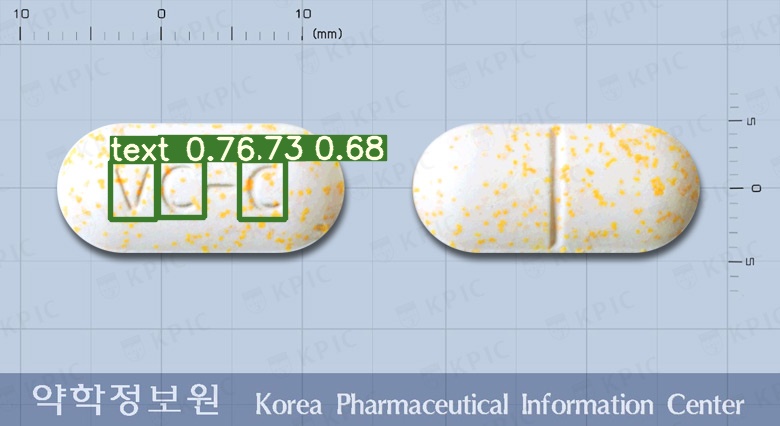 10 0 10
(mm)
text 0.76.73 0.68
VC-C
5
0
5
KPIC
약학정보원 Korea Pharmaceutical Information Center